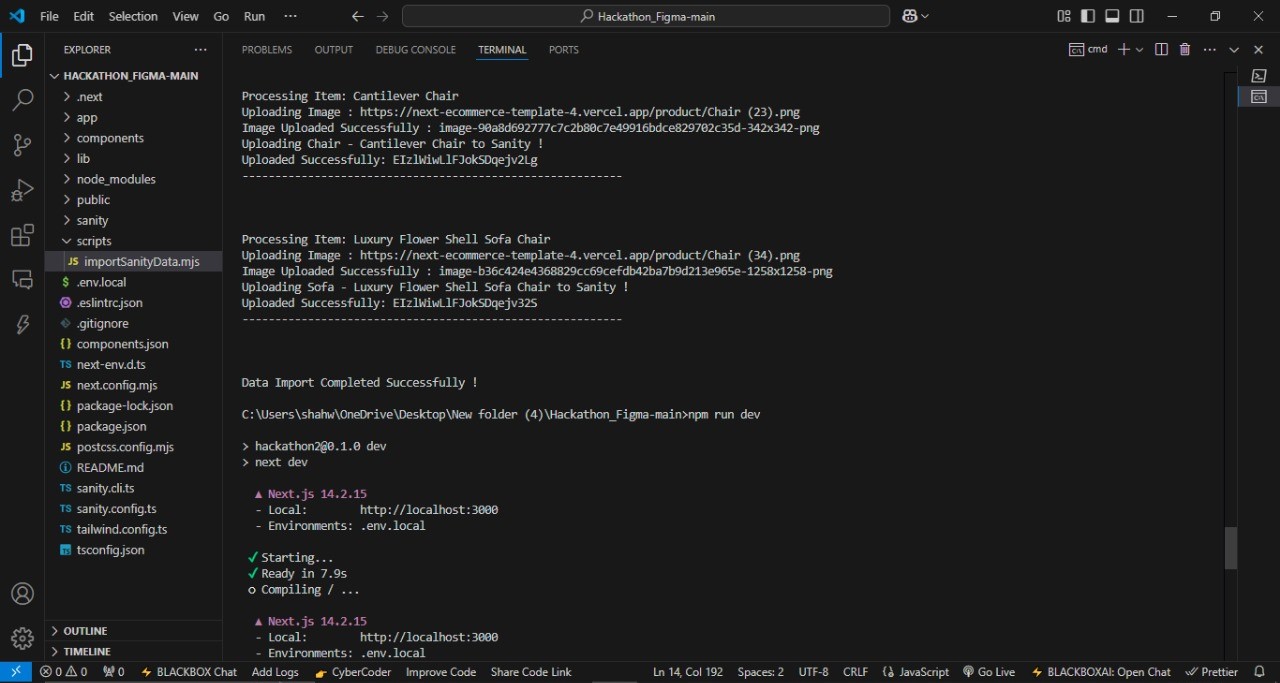 File Edit Selection View Go Run ··· Hackathon_Figma-main
EXPLORER ···
HACKATHON_FIGMA-MAIN
.next
app
components
lib
node_modules
public
sanity
scripts
JS importSanityData.mjs
$ .env.local
.eslintrc.json
.gitignore
{} components.json
TS next-env.d.ts
JS next.config.mjs
{} package-lock.json
{} package.json
JS postcss.config.mjs
README.md
TS sanity.cli.ts
TS sanity.config.ts
TS tailwind.config.ts
tsconfig.json
OUTLINE
TIMELINE
PROBLEMS OUTPUT DEBUG CONSOLE TERMINAL PORTS cmd
Processing Item: Cantilever Chair
Uploading Image : https://next-ecommerce-template-4.vercel.app/product/Chair (23).png
Image Uploaded Successfully : image-90a8d692777c7c2b80c7e49916bdce829702c35d-342x342-png
Uploading Chair - Cantilever Chair to Sanity !
Uploaded Successfully: EIzlWiwLlFJokSDqejv2Lg
----------------------------------------------------------
Processing Item: Luxury Flower Shell Sofa Chair
Uploading Image : https://next-ecommerce-template-4.vercel.app/product/Chair (34).png
Image Uploaded Successfully : image-b36c424e4368829cc69cefdb42ba7b9d213e965e-1258x1258-png
Uploading Sofa - Luxury Flower Shell Sofa Chair to Sanity !
Uploaded Successfully: EIzlWiwLlFJokSDqejv32S
----------------------------------------------------------
Data Import Completed Successfully !
C:\Users\shahw\OneDrive\Desktop\New folder (4)\Hackathon_Figma-main>npm run dev
> hackathon2@0.1.0 dev
> next dev
▲ Next.js 14.2.15
- Local: http://localhost:3000
- Environments: .env.local
✓ Starting...
✓ Ready in 7.9s
○ Compiling / ...
▲ Next.js 14.2.15
- Local: http://localhost:3000
- Environments: .env.local
0 0 0 BLACKBOX Chat Add Logs CyberCoder Improve Code Share Code Link Ln 14, Col 192 Spaces: 2 UTF-8 CRLF {} JavaScript Go Live BLACKBOXAI: Open Chat Prettier